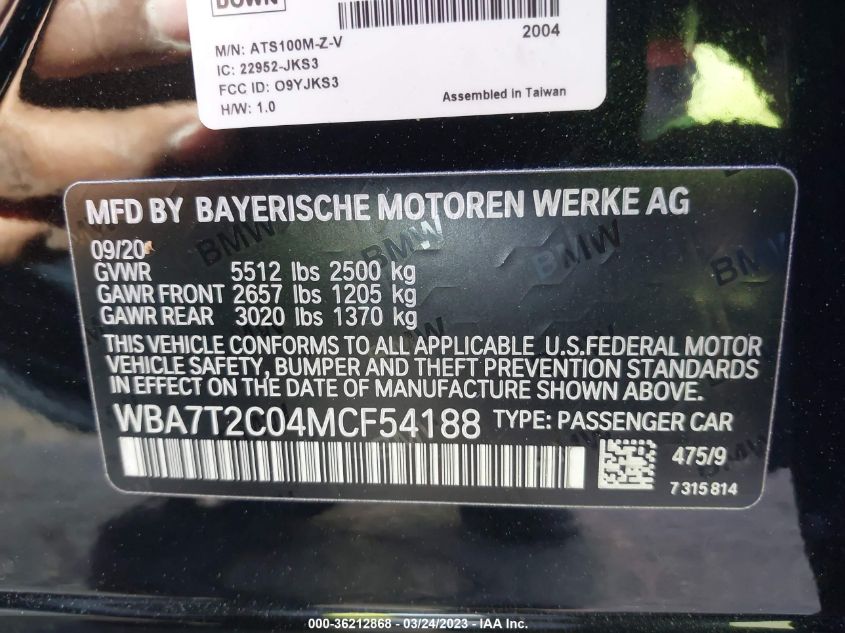 DOWN
M/N: ATS100M-Z-V
2004
IC: 22952-JKS3
FCC ID: O9YJKS3
Assembled in Taiwan
H/W: 1.0
MFD BY BAYERISCHE MOTOREN WERKE AG
09/20
GVWR 5512 lbs 2500 kg
GAWR FRONT 2657 lbs 1205 kg
GAWR REAR 3020 lbs 1370 kg
THIS VEHICLE CONFORMS TO ALL APPLICABLE U.S.FEDERAL MOTOR
VEHICLE SAFETY, BUMPER AND THEFT PREVENTION STANDARDS
IN EFFECT ON THE DATE OF MANUFACTURE SHOWN ABOVE.
WBA7T2C04MCF54188 TYPE: PASSENGER CAR
475/9
7 315 814
000-36212868 - 03/24/2023 - IAA Inc.